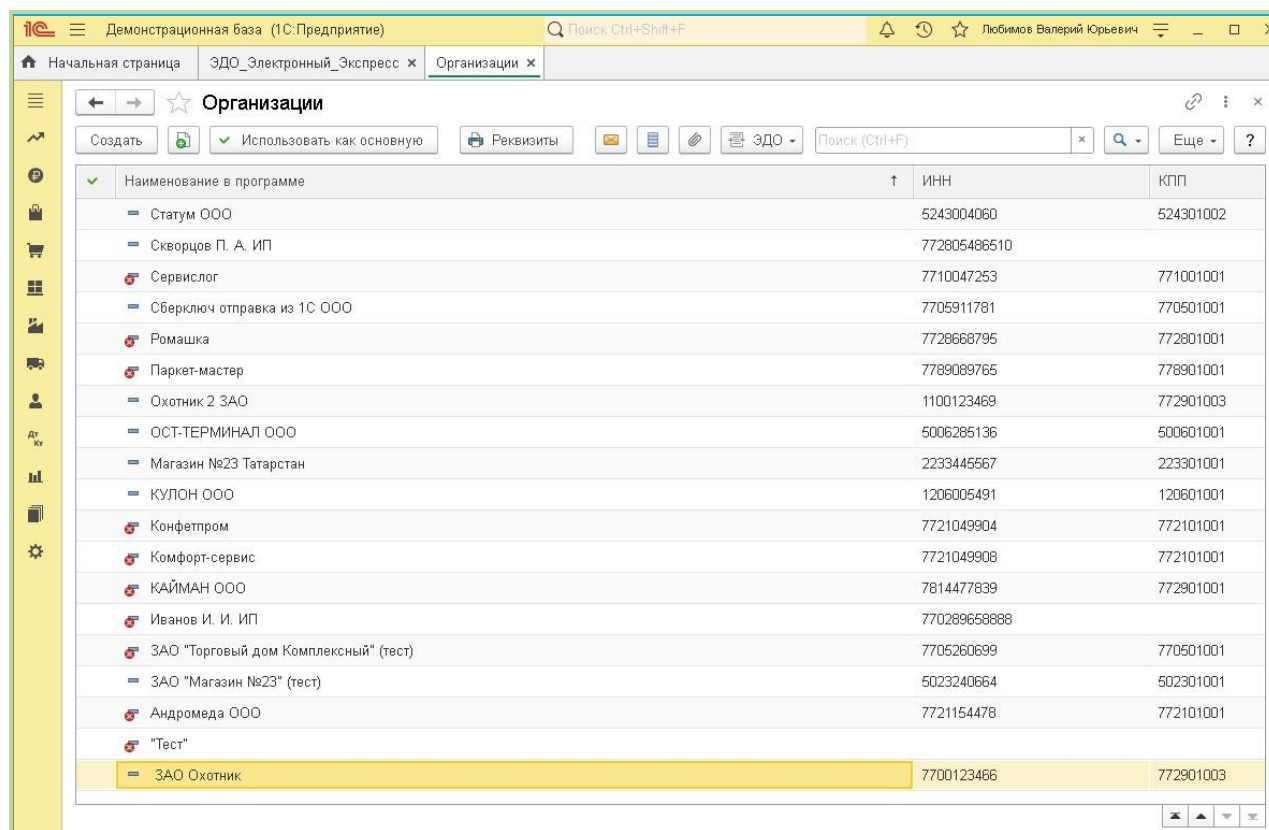 1С Демонстрационная база (1С:Предприятие) Поиск Ctrl+Shift+F Любимов Валерий Юрьевич
Начальная страница ЭДО_Электронный_Экспресс × Организации ×
Организации
Создать Использовать как основную Реквизиты ЭДО Поиск (Ctrl+F) × Еще ?
Наименование в программе ↑ ИНН КПП
Статум ООО 5243004060 524301002
Скворцов П. А. ИП 772805486510
Сервислог 7710047253 771001001
Сберключ отправка из 1С ООО 7705911781 770501001
Ромашка 7728668795 772801001
Паркет-мастер 7789089765 778901001
Охотник 2 ЗАО 1100123469 772901003
ОСТ-ТЕРМИНАЛ ООО 5006285136 500601001
Магазин №23 Татарстан 2233445567 223301001
КУЛОН ООО 1206005491 120601001
Конфетпром 7721049904 772101001
Комфорт-сервис 7721049908 772101001
КАЙМАН ООО 7814477839 772901001
Иванов И. И. ИП 770289658888
ЗАО "Торговый дом Комплексный" (тест) 7705260699 770501001
ЗАО "Магазин №23" (тест) 5023240664 502301001
Андромеда ООО 7721154478 772101001
"Тест"
ЗАО Охотник 7700123466 772901003
Дт
Кт